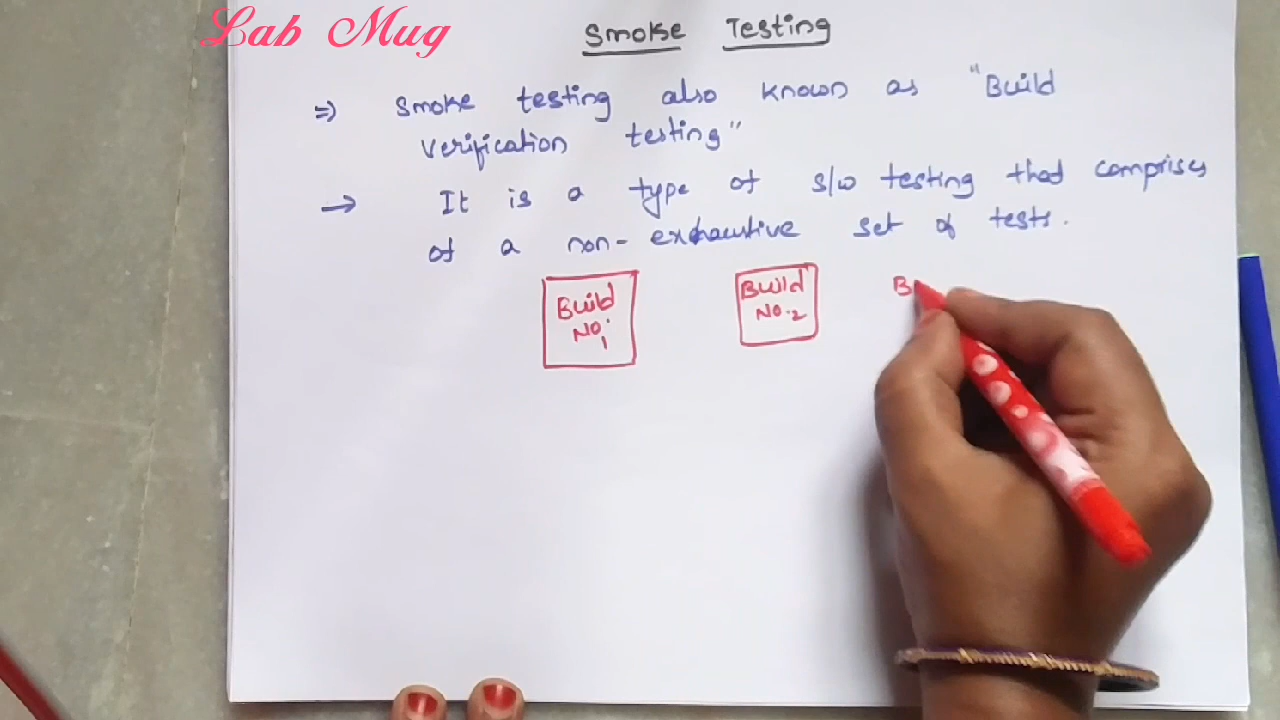 Lab Mug
Smoke Testing
⇒ Smoke testing also known as "Build
verification testing"
→ It is a type of s/w testing that comprises
of a non-exhaustive set of tests.
Build
NO.
1
Build
NO.2
B